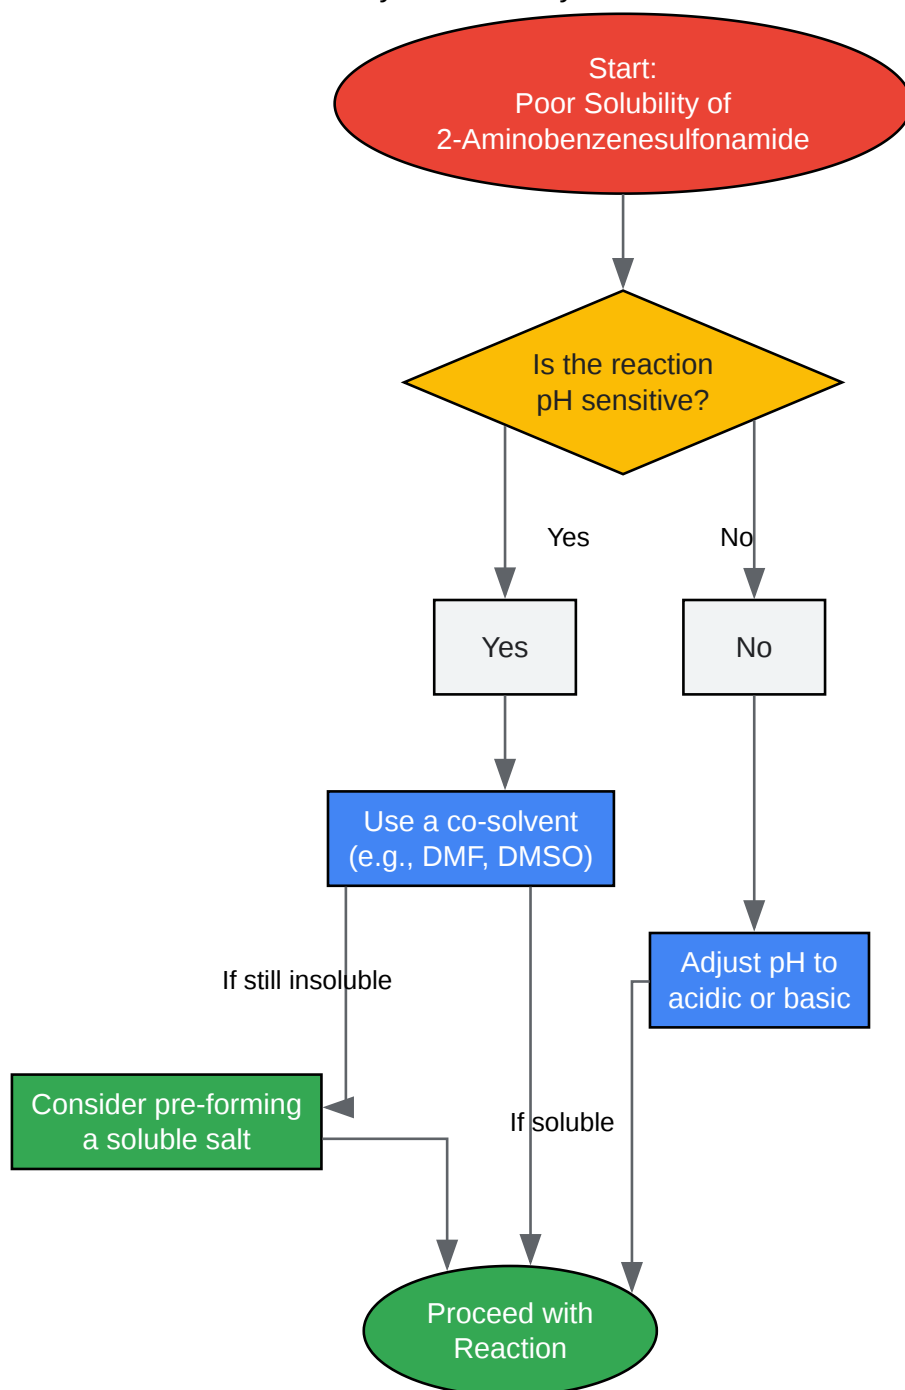 Start:
Poor Solubility of
2-Aminobenzenesulfonamide
Is the reaction
pH sensitive?
Yes
No
Yes
No
Use a co-solvent
(e.g., DMF, DMSO)
Adjust pH to
acidic or basic
If still insoluble
Consider pre-forming
a soluble salt
If soluble
Proceed with
Reaction